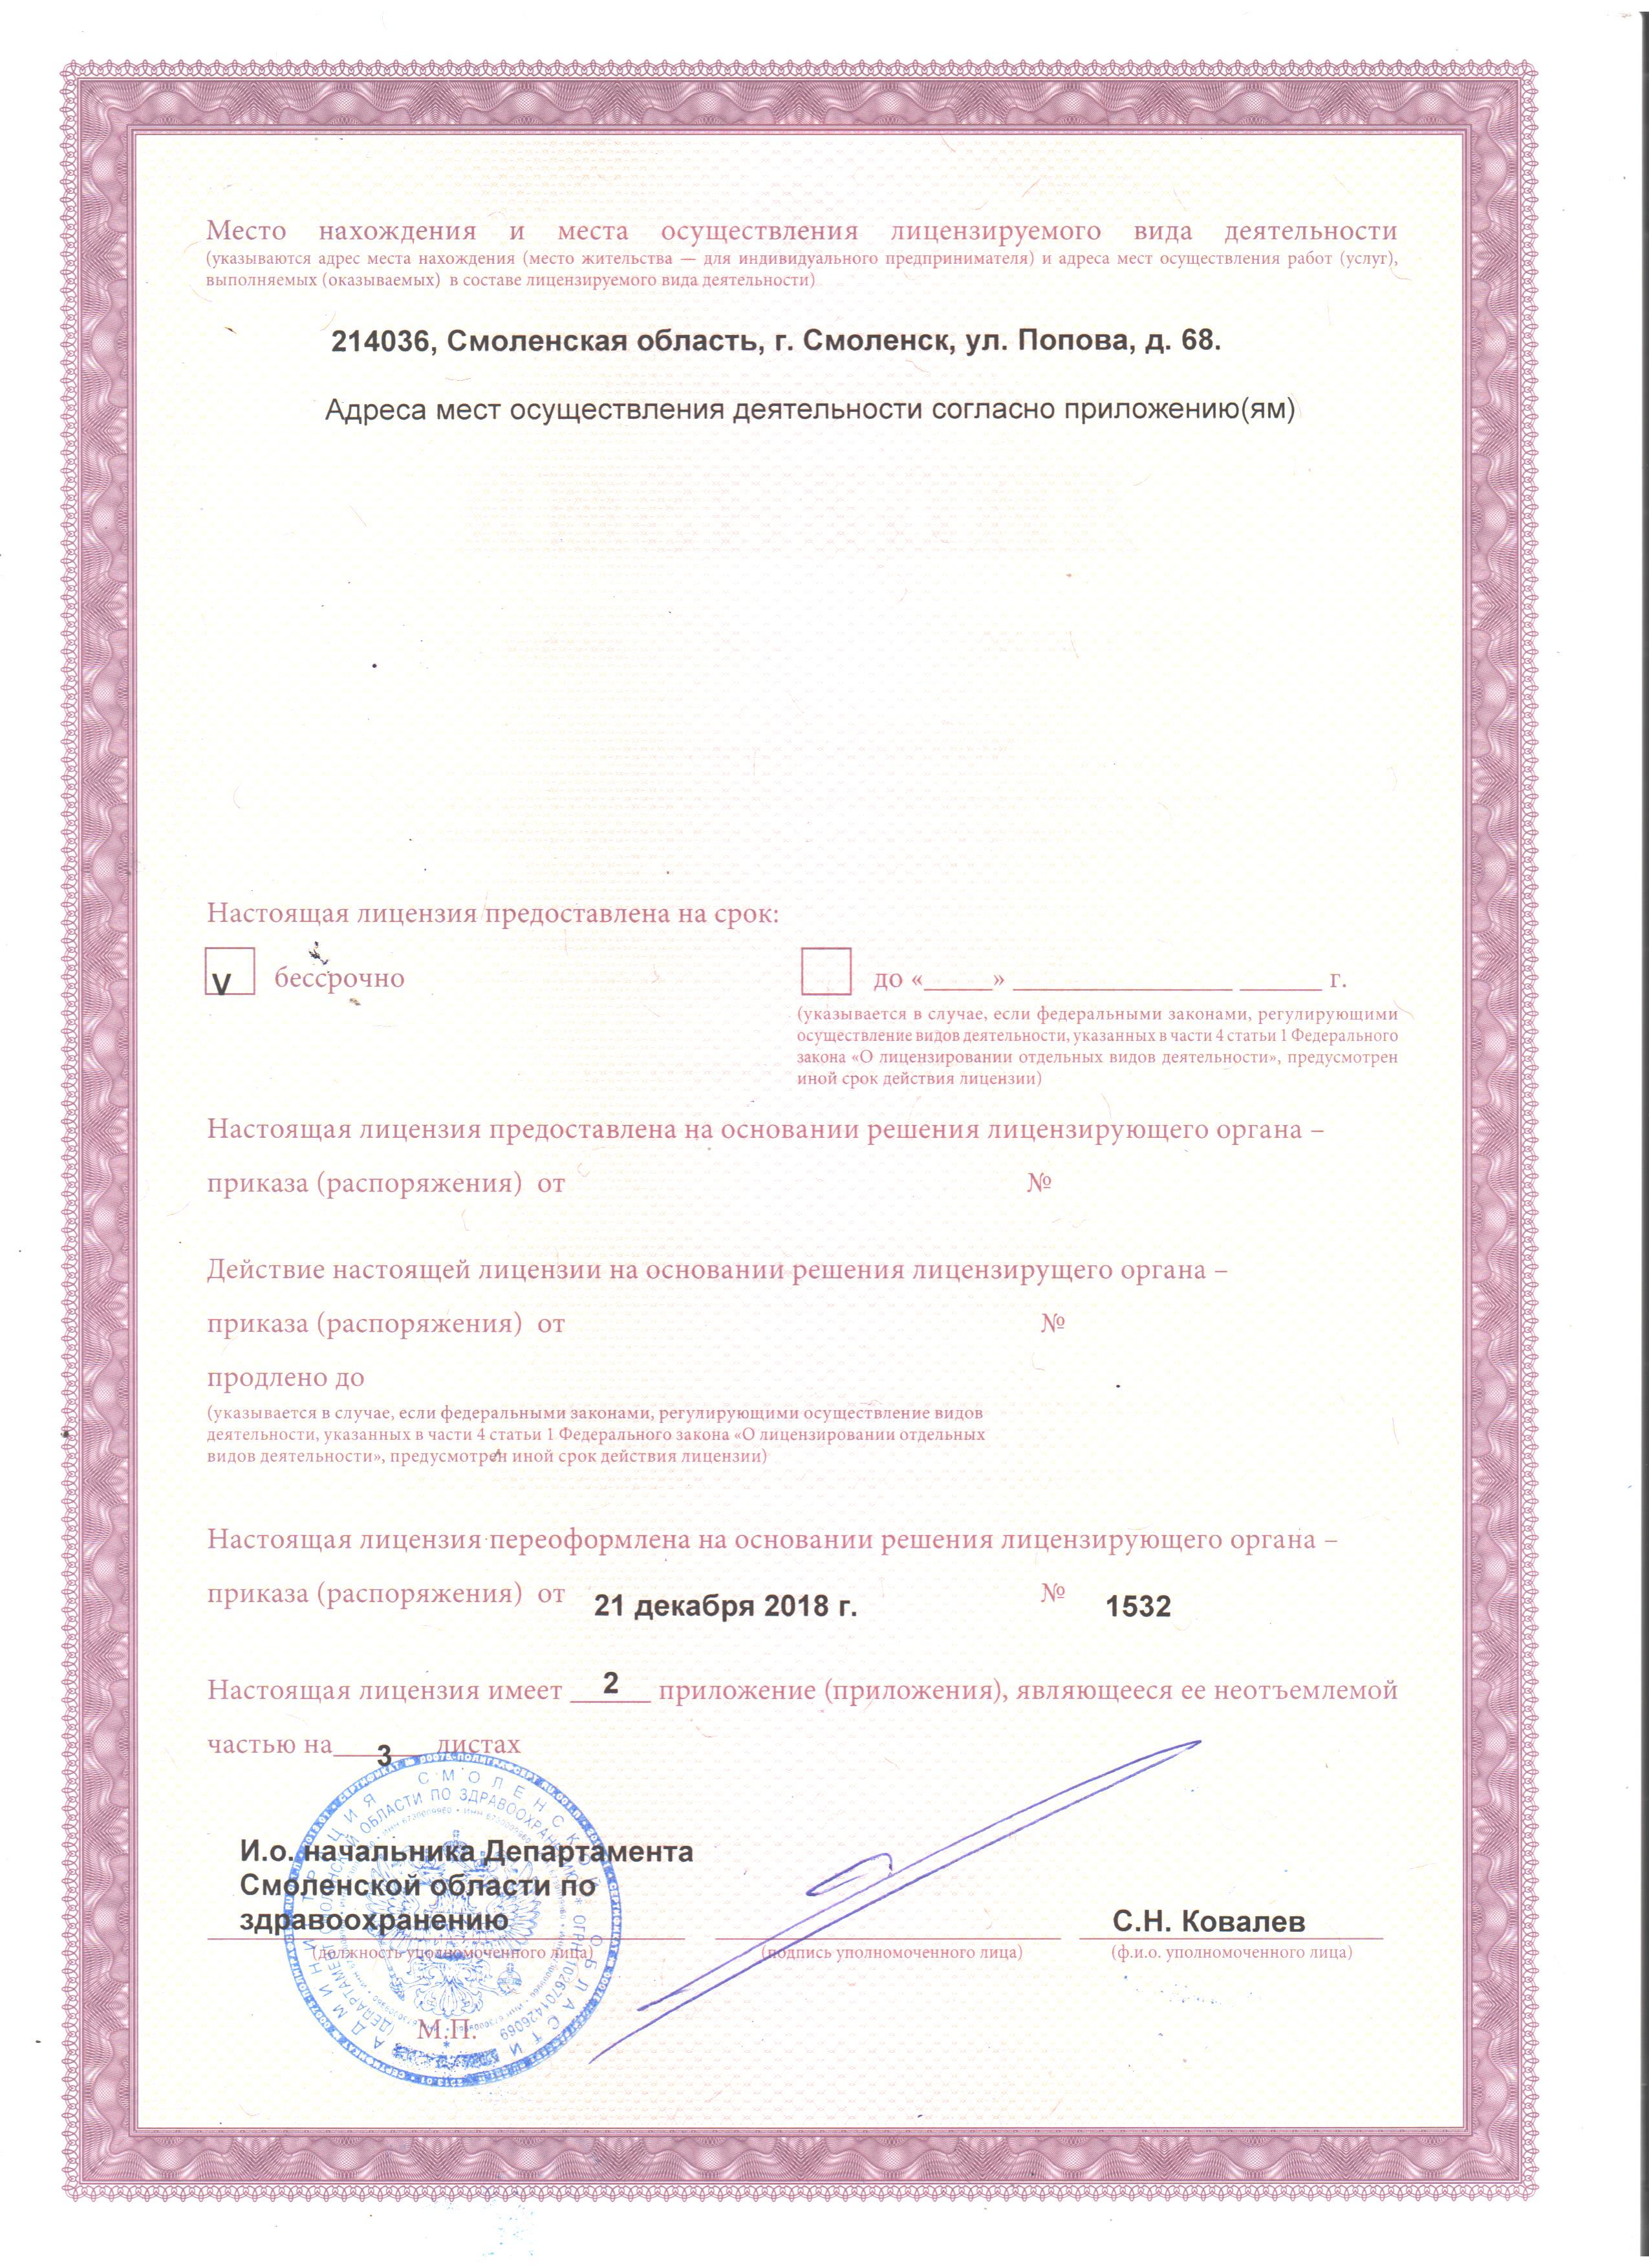 Место нахождения и места осуществления лицензируемого вида деятельности
(указываются адрес места нахождения (место жительства — для индивидуального предпринимателя) и адреса мест осуществления работ (услуг),
выполняемых (оказываемых) в составе лицензируемого вида деятельности)
214036, Смоленская область, г. Смоленск, ул. Попова, д. 68.
Адреса мест осуществления деятельности согласно приложению(ям)
Настоящая лицензия предоставлена на срок:
V бессрочно
до «_____» ________________ ______ г.
(указывается в случае, если федеральными законами, регулирующими
осуществление видов деятельности, указанных в части 4 статьи 1 Федерального
закона «О лицензировании отдельных видов деятельности», предусмотрен
иной срок действия лицензии)
Настоящая лицензия предоставлена на основании решения лицензирующего органа –
приказа (распоряжения) от №
Действие настоящей лицензии на основании решения лицензирущего органа –
приказа (распоряжения) от №
продлено до
(указывается в случае, если федеральными законами, регулирующими осуществление видов
деятельности, указанных в части 4 статьи 1 Федерального закона «О лицензировании отдельных
видов деятельности», предусмотрен иной срок действия лицензии)
Настоящая лицензия переоформлена на основании решения лицензирующего органа –
приказа (распоряжения) от 21 декабря 2018 г. № 1532
Настоящая лицензия имеет 2 приложение (приложения), являющееся ее неотъемлемой
частью на 3 листах
И.о. начальника Департамента
Смоленской области по
здравоохранению
С.Н. Ковалев
(должность уполномоченного лица) (подпись уполномоченного лица) (ф.и.о. уполномоченного лица)
М.П.
АДМИНИСТРАЦИЯ СМОЛЕНСКОЙ ОБЛАСТИ
ОГРН 1026701426069